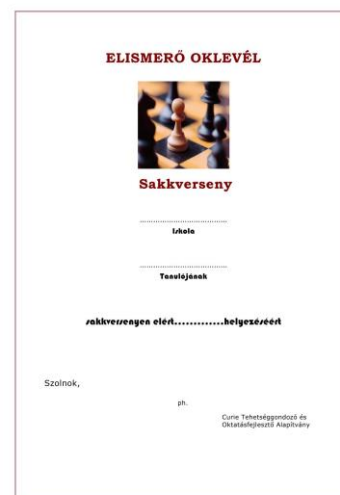 ELISMERŐ OKLEVÉL
Sakkverseny
.......................................
Iskola
.......................................
Tanulójának
sakkversenyen elért.............helyezéséért
Szolnok,
ph.
Curie Tehetséggondozó és
Oktatásfejlesztő Alapítvány